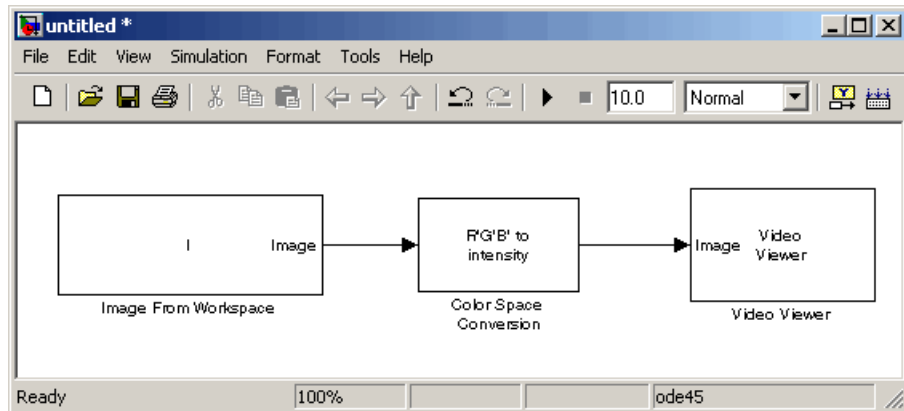 untitled *
File Edit View Simulation Format Tools Help
10.0 Normal
I Image
Image From Workspace
R'G'B' to
intensity
Color Space
Conversion
Image Video
Viewer
Video Viewer
Ready 100% ode45